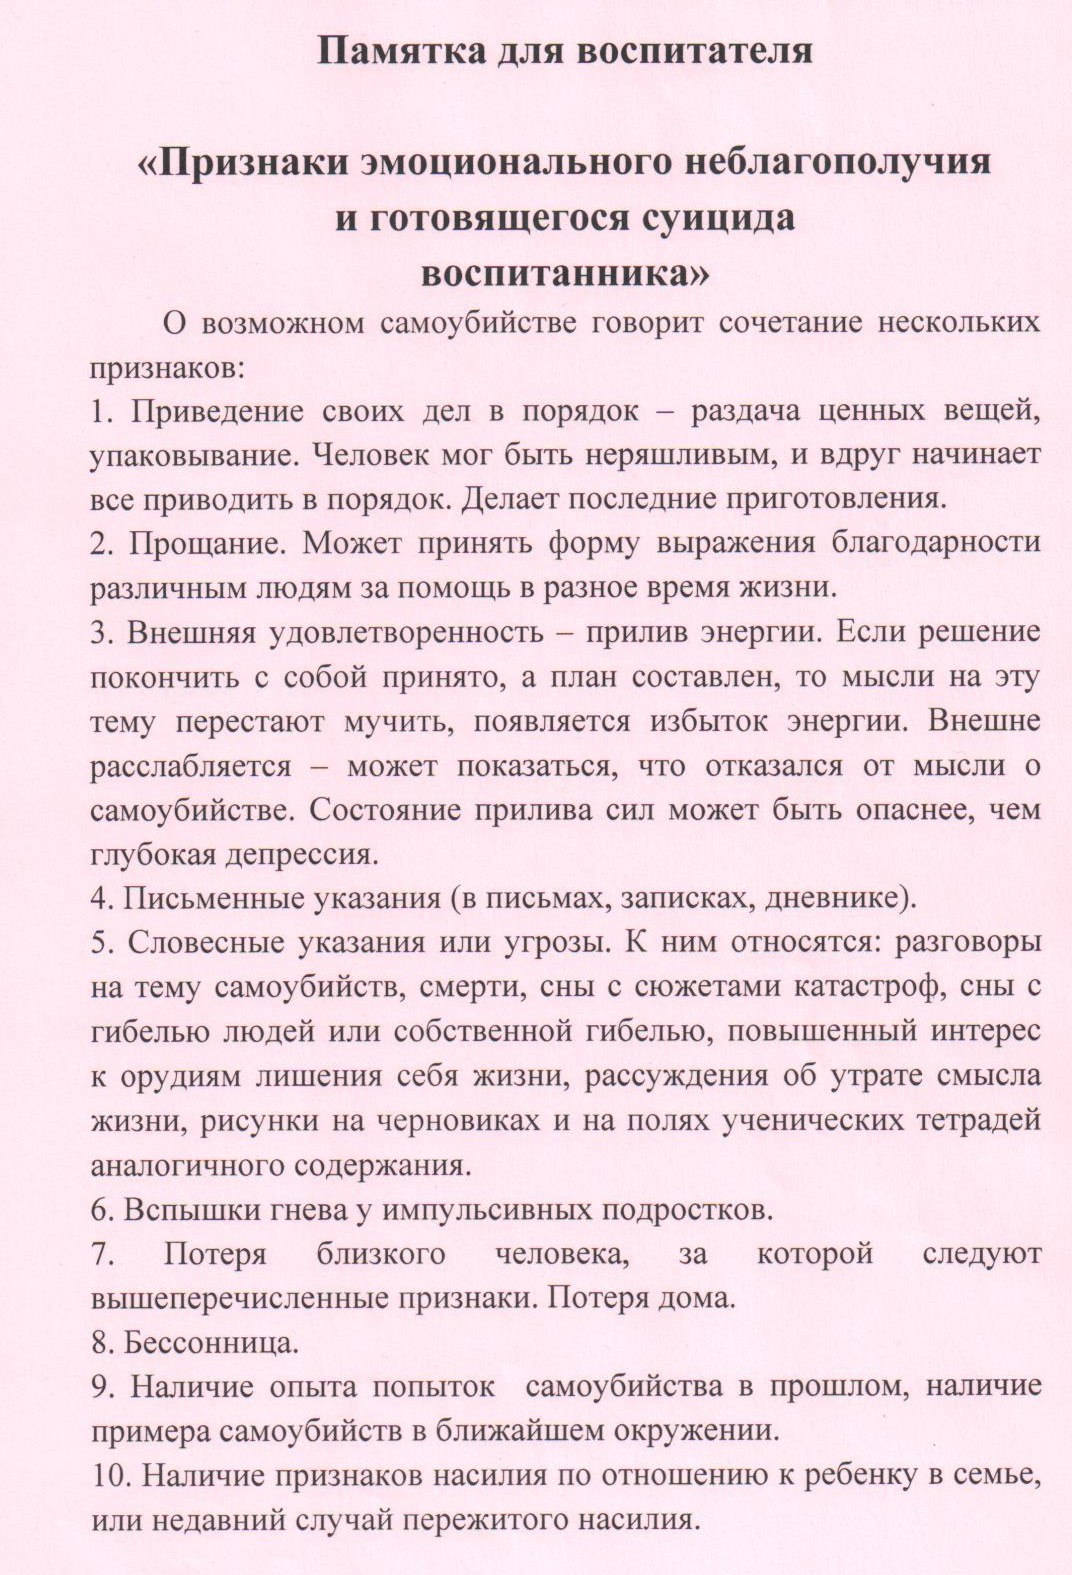 Памятка для воспитателя
«Признаки эмоционального неблагополучия
и готовящегося суицида
воспитанника»
О возможном самоубийстве говорит сочетание нескольких
признаков:
1. Приведение своих дел в порядок – раздача ценных вещей,
упаковывание. Человек мог быть неряшливым, и вдруг начинает
все приводить в порядок. Делает последние приготовления.
2. Прощание. Может принять форму выражения благодарности
различным людям за помощь в разное время жизни.
3. Внешняя удовлетворенность – прилив энергии. Если решение
покончить с собой принято, а план составлен, то мысли на эту
тему перестают мучить, появляется избыток энергии. Внешне
расслабляется – может показаться, что отказался от мысли о
самоубийстве. Состояние прилива сил может быть опаснее, чем
глубокая депрессия.
4. Письменные указания (в письмах, записках, дневнике).
5. Словесные указания или угрозы. К ним относятся: разговоры
на тему самоубийств, смерти, сны с сюжетами катастроф, сны с
гибелью людей или собственной гибелью, повышенный интерес
к орудиям лишения себя жизни, рассуждения об утрате смысла
жизни, рисунки на черновиках и на полях ученических тетрадей
аналогичного содержания.
6. Вспышки гнева у импульсивных подростков.
7. Потеря близкого человека, за которой следуют
вышеперечисленные признаки. Потеря дома.
8. Бессонница.
9. Наличие опыта попыток самоубийства в прошлом, наличие
примера самоубийств в ближайшем окружении.
10. Наличие признаков насилия по отношению к ребенку в семье,
или недавний случай пережитого насилия.